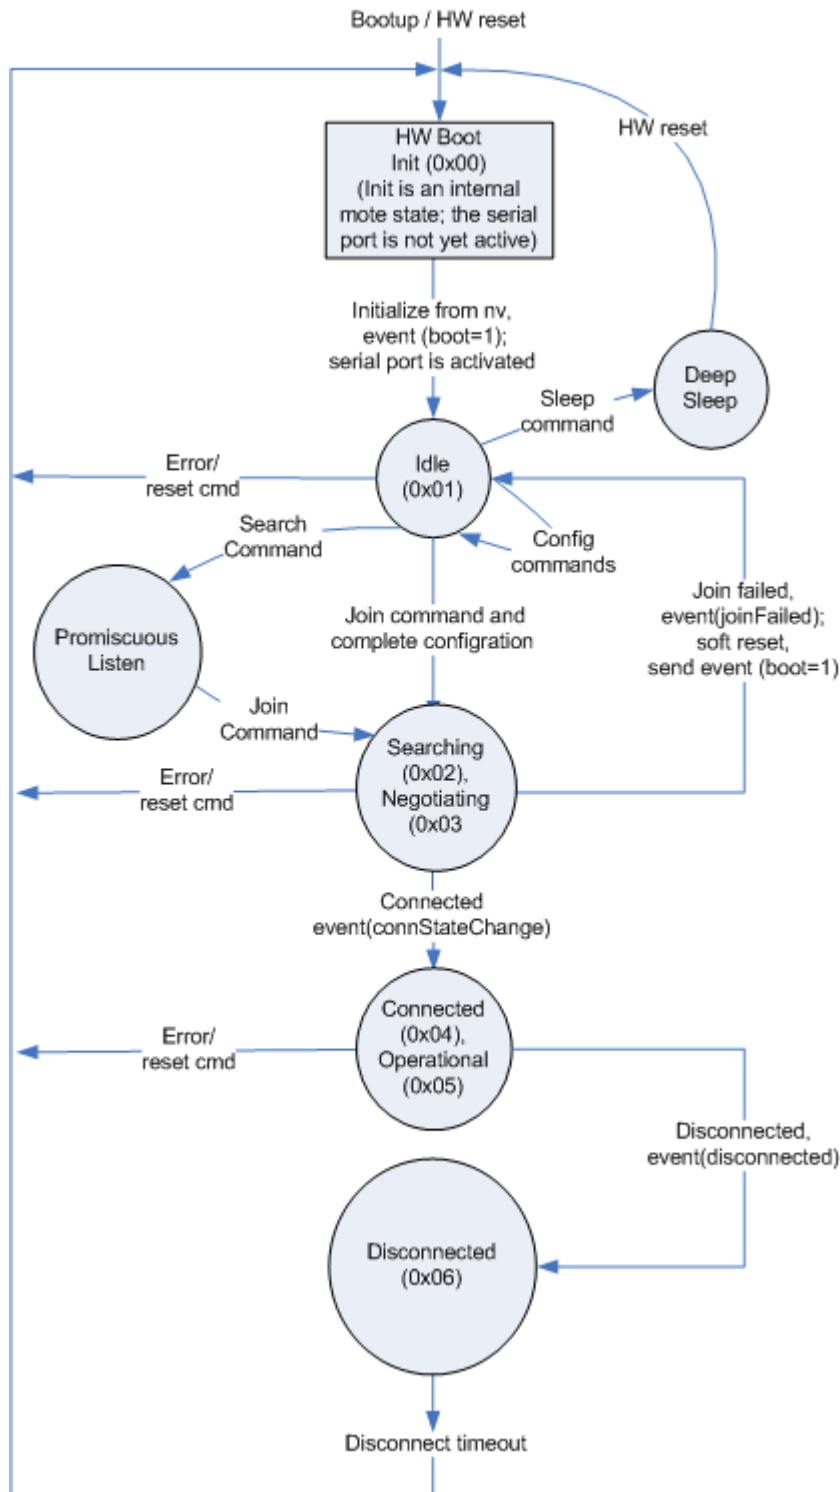 Bootup / HW reset
HW reset
HW Boot
Init (0x00)
(Init is an internal
mote state; the serial
port is not yet active)
Initialize from nv,
event (boot=1);
serial port is activated
Deep
Sleep
Sleep
command
Idle
(0x01)
Error/
reset cmd
Search
Command
Config
commands
Join command and
complete configration
Join failed,
event(joinFailed);
soft reset,
send event (boot=1)
Promiscuous
Listen
Join
Command
Searching
(0x02),
Negotiating
(0x03
Error/
reset cmd
Connected
event(connStateChange)
Connected
(0x04),
Operational
(0x05)
Error/
reset cmd
Disconnected,
event(disconnected)
Disconnected
(0x06)
Disconnect timeout